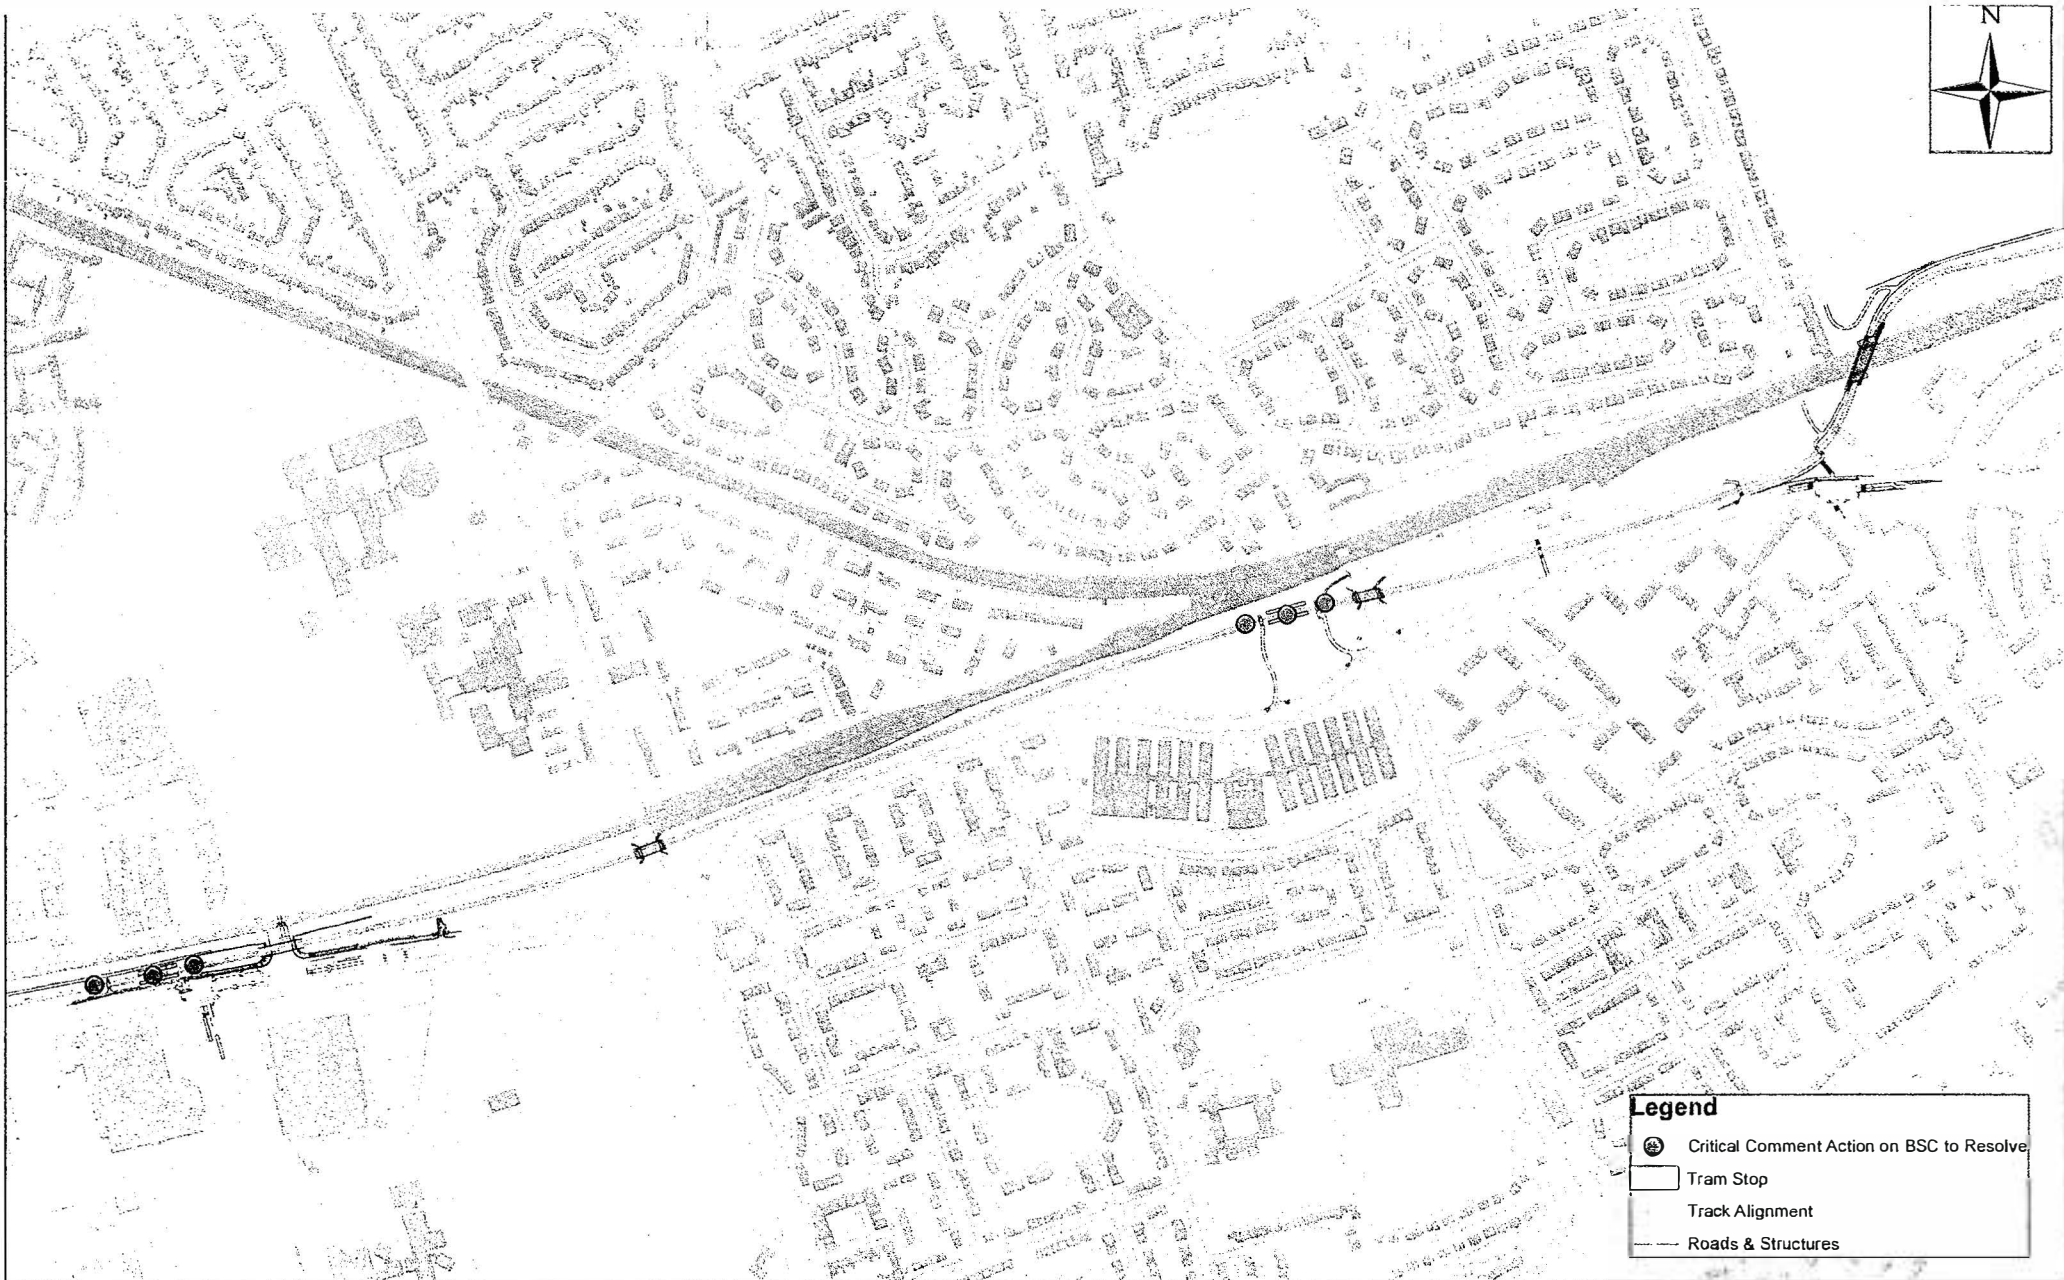 N
Legend
Critical Comment Action on BSC to Resolve
Tram Stop
Track Alignment
Roads & Structures